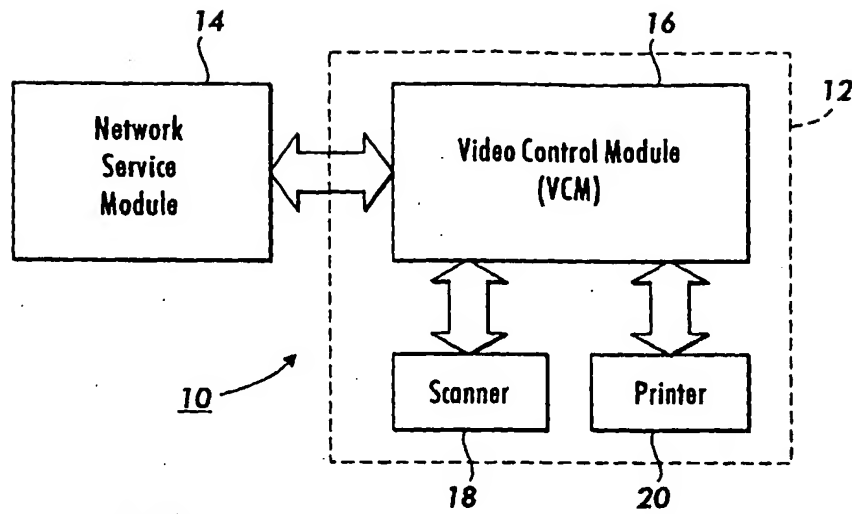 14
16
12
Network
Service
Module
Video Control Module
(VCM)
10
Scanner
Printer
18
20